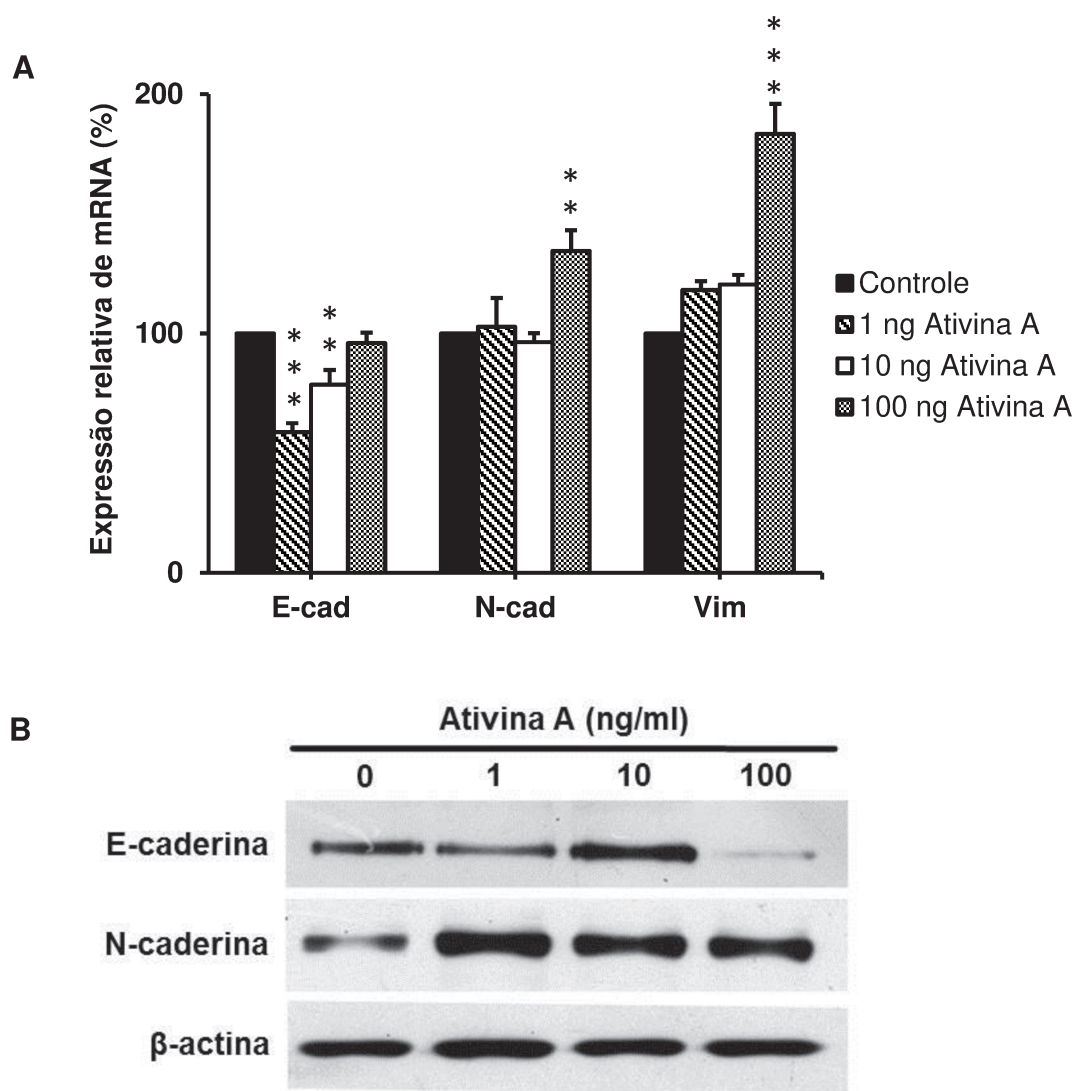 A
Expressão relativa de mRNA (%)
200
100
0
* * *
* *
* *
* * *
E-cad
N-cad
Vim
Controle
1 ng Ativina A
10 ng Ativina A
100 ng Ativina A
B
Ativina A (ng/ml)
0 1 10 100
E-caderina
N-caderina
β-actina